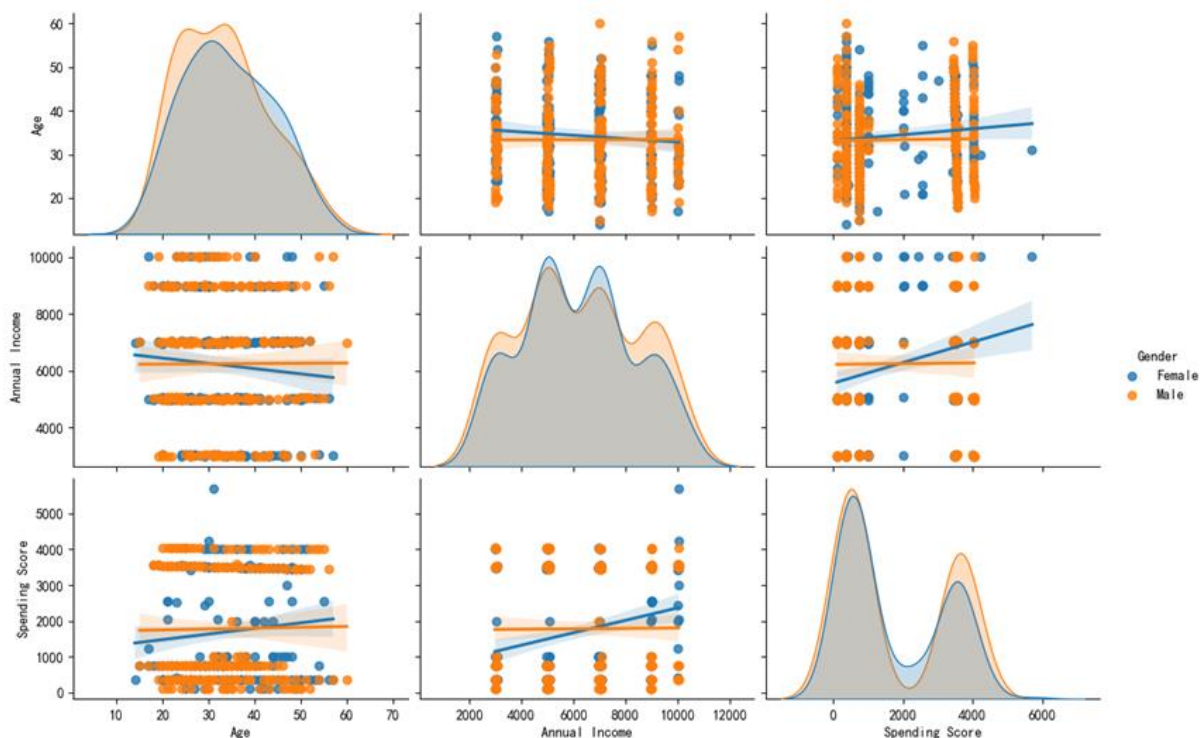 60
50
40
30
20
Age
10000
8000
6000
4000
Annual Income
Gender
Female
Male
5000
4000
3000
2000
1000
0
Spending Score
10 20 30 40 50 60 70
Age
2000 4000 6000 8000 10000 12000
Annual Income
0 2000 4000 6000
Spending Score